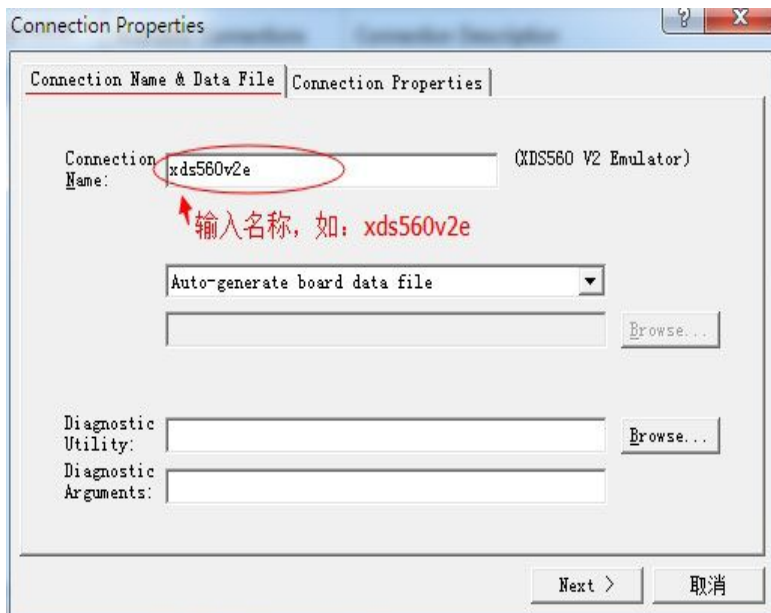 Connection Properties
?
X
Connection Name & Data File
Connection Properties
Connection
Name:
xds560v2e
(XDS560 V2 Emulator)
输入名称，如：xds560v2e
Auto-generate board data file
Browse...
Diagnostic
Utility:
Browse...
Diagnostic
Arguments:
Next >
取消